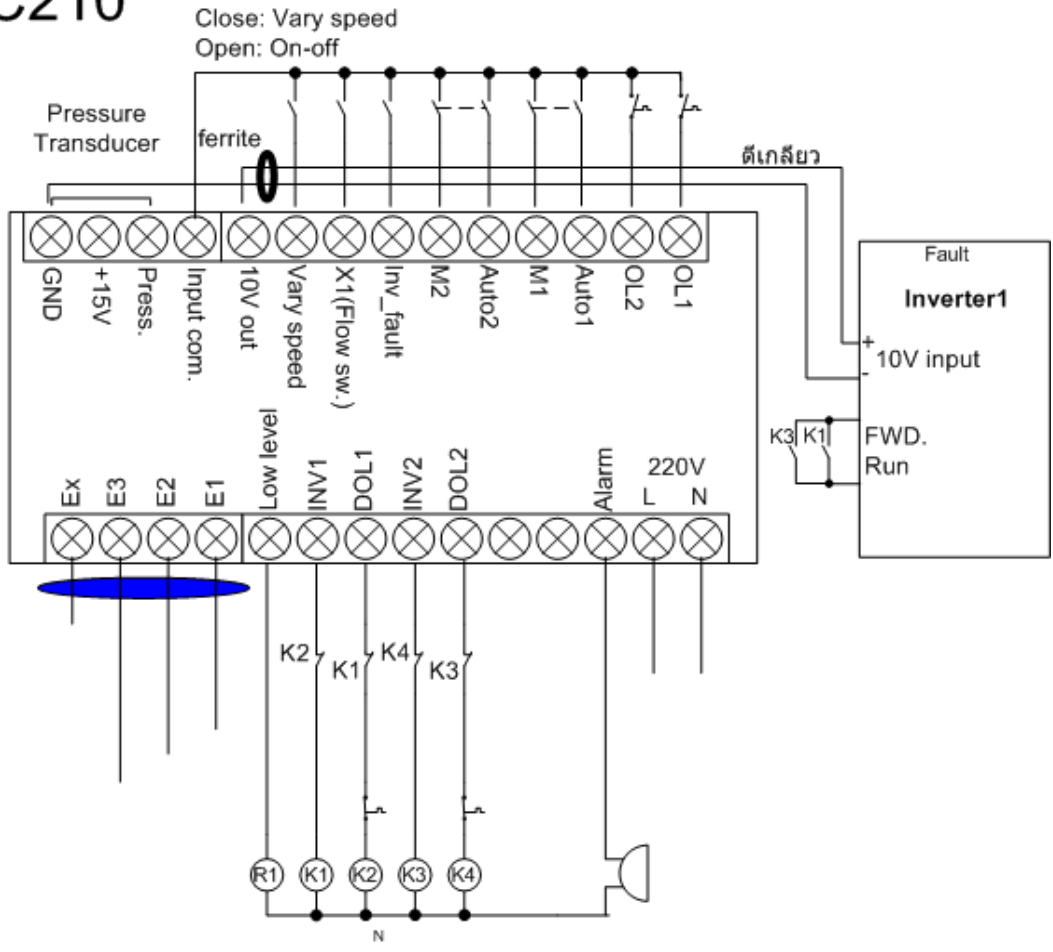 C210
Close: Vary speed
Open: On-off
Pressure
Transducer
ferrite
ตีเกลียว
GND
+15V
Press.
Input com.
10V out
Vary speed
X1(Flow sw.)
Inv_fault
M2
Auto2
M1
Auto1
OL2
OL1
Fault
Inverter1
+
10V input
-
K3
K1
FWD.
Run
Ex
E3
E2
E1
Low level
INV1
DOL1
INV2
DOL2
Alarm
220V
L
N
K2
K1
K4
K3
R1
K1
K2
K3
K4
N